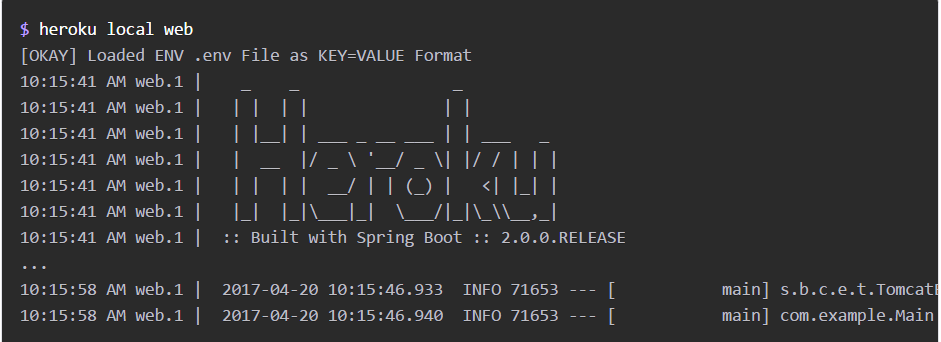 $ heroku local web
[OKAY] Loaded ENV .env File as KEY=VALUE Format
10:15:41 AM web.1 |    _    _                _
10:15:41 AM web.1 |   | |  | |              | |
10:15:41 AM web.1 |   | |__| | ___ _ __ ___ | | ___   _
10:15:41 AM web.1 |   |  __  |/ _ \ '__/ _ \| |/ / | | |
10:15:41 AM web.1 |   | |  | |  __/ | | (_) |   <| |_| |
10:15:41 AM web.1 |   |_|  |_|\___|_|  \___/|_|\_\\__,_|
10:15:41 AM web.1 |  :: Built with Spring Boot :: 2.0.0.RELEASE
...
10:15:58 AM web.1 |  2017-04-20 10:15:46.933  INFO 71653 --- [           main] s.b.c.e.t.Tomcat
10:15:58 AM web.1 |  2017-04-20 10:15:46.940  INFO 71653 --- [           main] com.example.Main